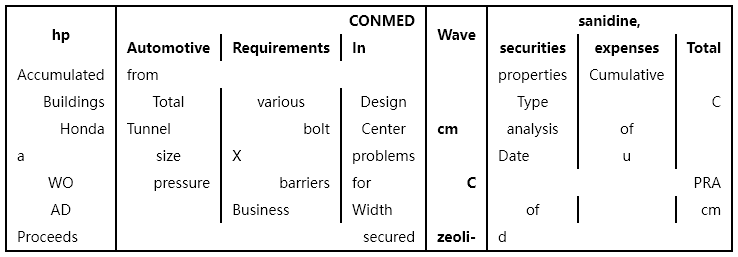 hp CONMED Wave sanidine,
Automotive Requirements In securities expenses Total
Accumulated from properties Cumulative
Buildings Total various Design Type C
Honda Tunnel bolt Center cm analysis of
a size X problems Date u
WO pressure barriers for C PRA
AD Business Width of cm
Proceeds secured zeoli- d